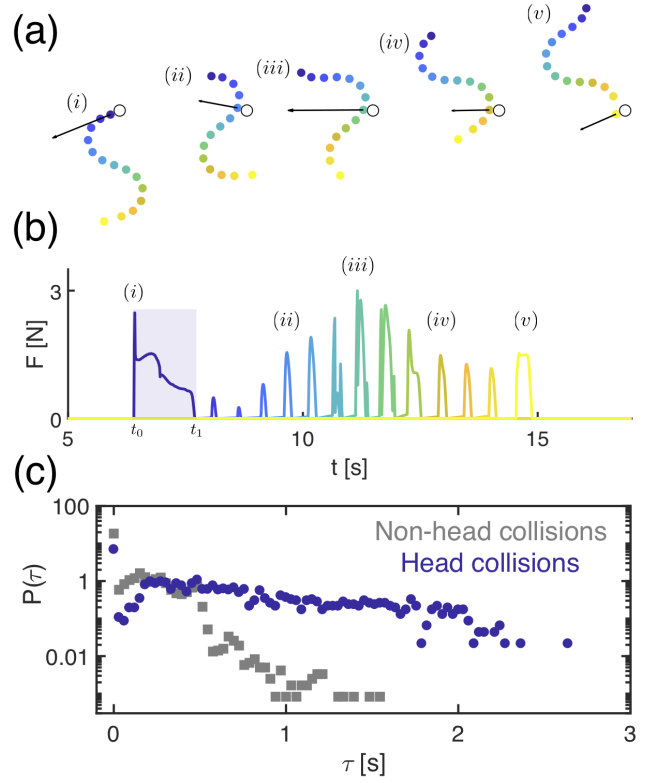 (a)
(i)
(ii)
(iii)
(iv)
(v)
(b)
F [N]
3
0
(i)
(ii)
(iii)
(iv)
(v)
t0
t1
5
10
15
t [s]
(c)
P(τ)
100
1
0.01
Non-head collisions
Head collisions
0
1
2
3
τ [s]